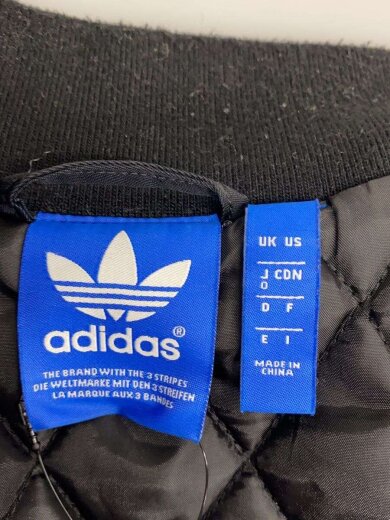 adidas®
THE BRAND WITH THE 3 STRIPES
DIE WELTMARKE MIT DEN 3 STREIFEN
LA MARQUE AUX 3 BANDES
UK US
J CDN
O
D F
E I
MADE IN
CHINA